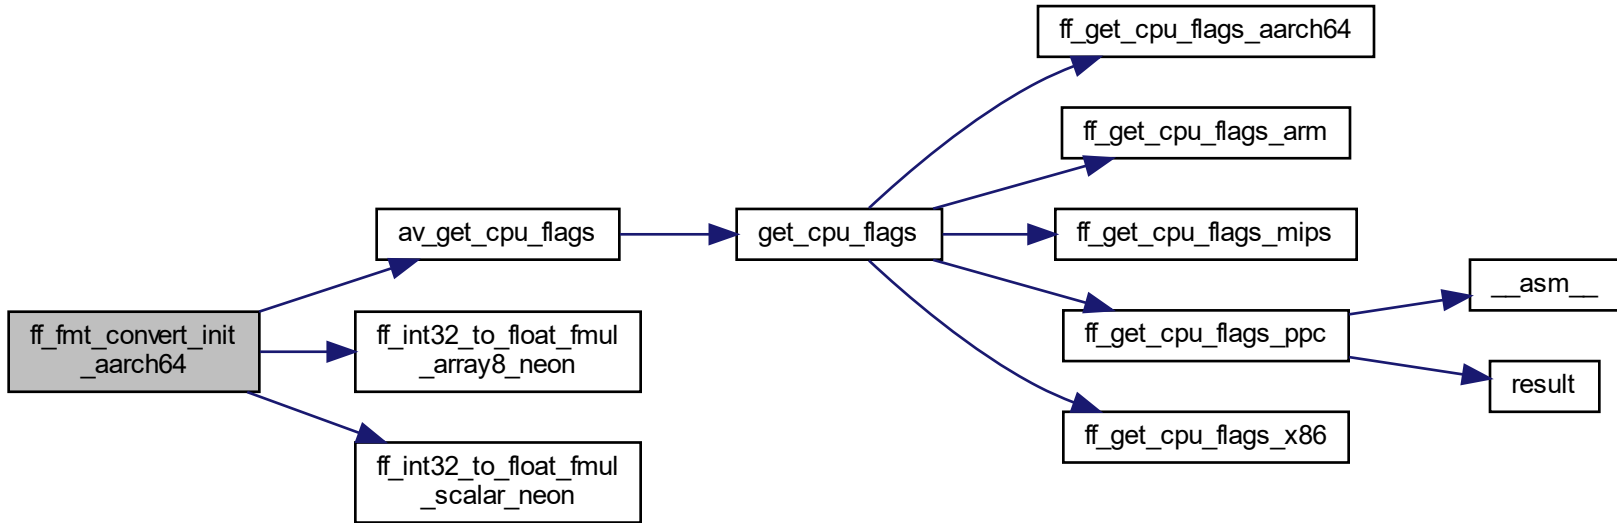 ff_fmt_convert_init
_aarch64
av_get_cpu_flags
ff_int32_to_float_fmul
_array8_neon
ff_int32_to_float_fmul
_scalar_neon
get_cpu_flags
ff_get_cpu_flags_aarch64
ff_get_cpu_flags_arm
ff_get_cpu_flags_mips
ff_get_cpu_flags_ppc
ff_get_cpu_flags_x86
__asm__
result